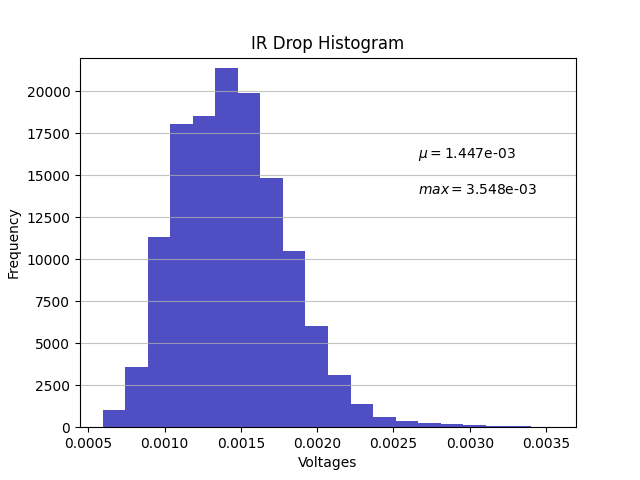 IR Drop Histogram
20000
17500
15000
12500
10000
7500
5000
2500
0
Frequency
μ = 1.447e-03
max = 3.548e-03
0.0005 0.0010 0.0015 0.0020 0.0025 0.0030 0.0035
Voltages